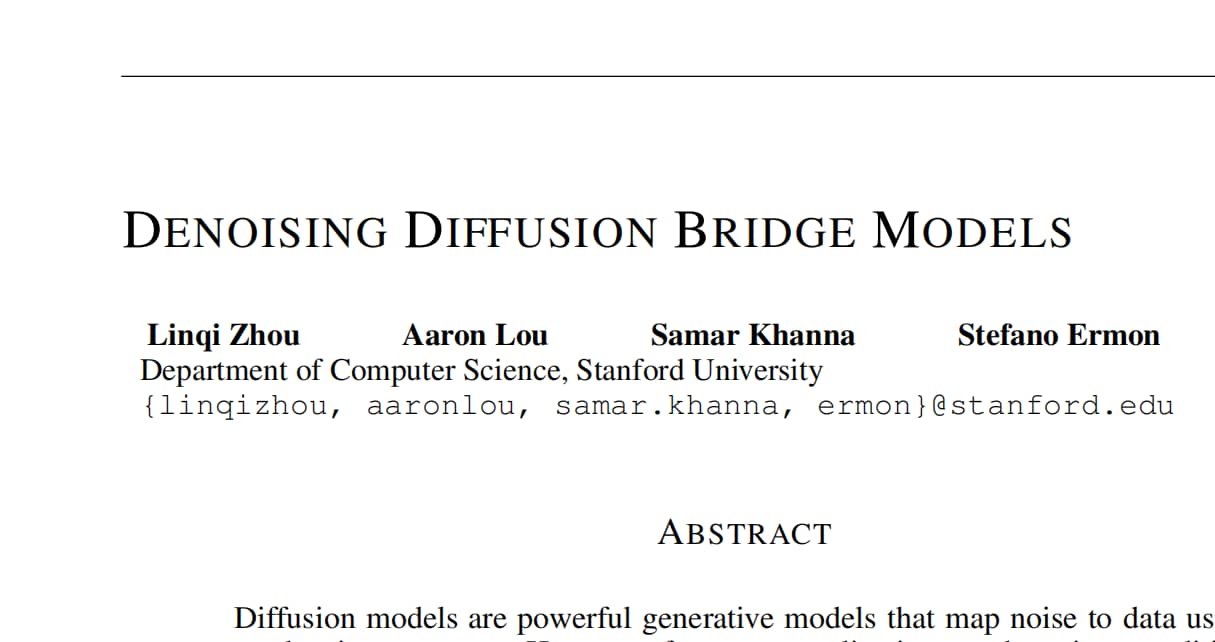 DENOISING DIFFUSION BRIDGE MODELS
Linqi Zhou Aaron Lou Samar Khanna Stefano Ermon
Department of Computer Science, Stanford University
{linqizhou, aaronlou, samar.khanna, ermon}@stanford.edu
ABSTRACT
Diffusion models are powerful generative models that map noise to data us